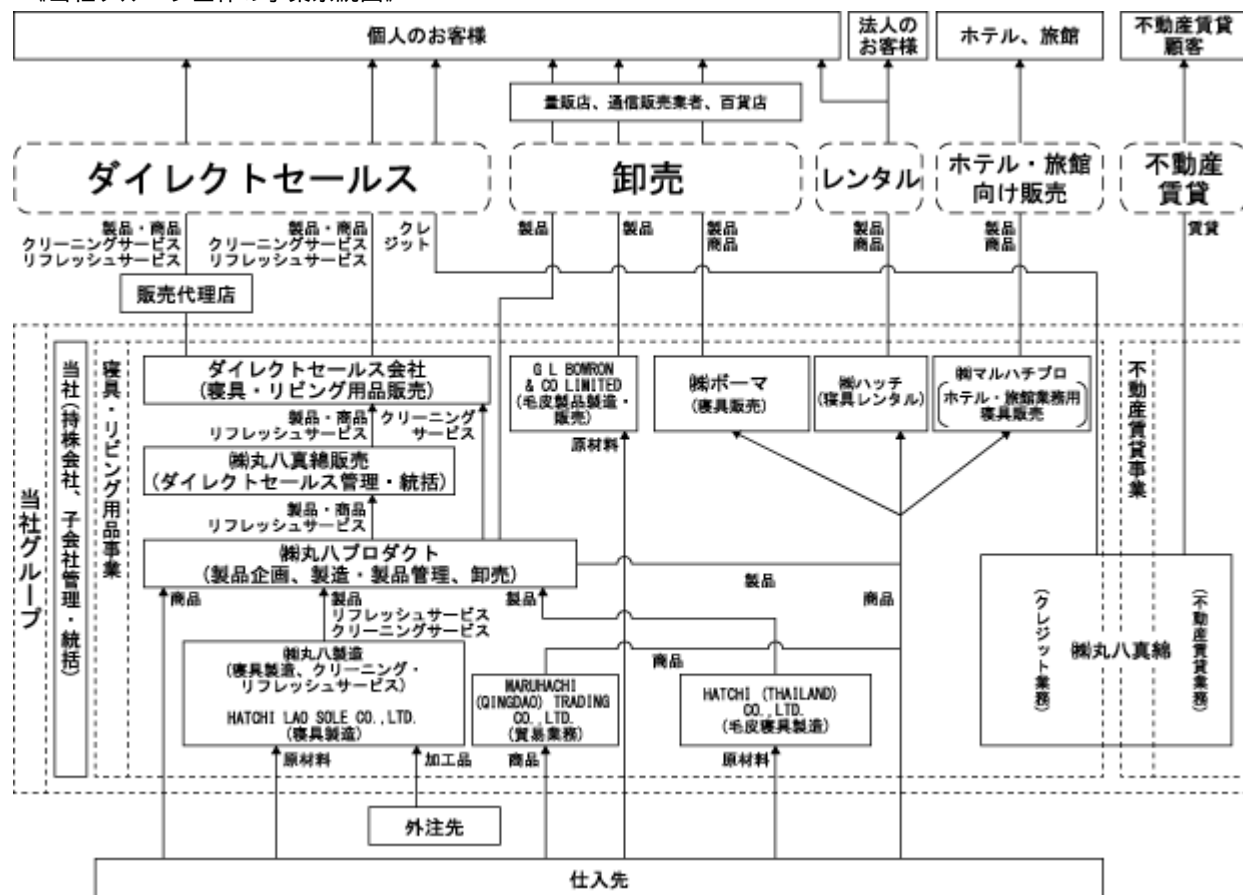 個人のお客様
法人の
お客様
ホテル、旅館
不動産賃貸
顧客
量販店、通信販売業者、百貨店
ダイレクトセールス
卸売
レンタル
ホテル・旅館
向け販売
不動産
賃貸
製品・商品
クリーニングサービス
リフレッシュサービス
製品・商品
クリーニングサービス
リフレッシュサービス
クレ
ジット
製品
製品
製品
商品
製品
商品
製品
商品
賃貸
販売代理店
当社グループ
当社(持株会社、子会社管理・統括)
寝具・リビング用品事業
ダイレクトセールス会社
(寝具・リビング用品販売)
G L BOWRON
& CO LIMITED
(毛皮製品製造・
販売)
㈱ボーマ
(寝具販売)
㈱ハッチ
(寝具レンタル)
㈱マルハチプロ
ホテル・旅館業務用
寝具販売
不動産賃貸事業
製品・商品
リフレッシュサービス
クリーニング
サービス
原材料
㈱丸八真綿販売
(ダイレクトセールス管理・統括)
製品・商品
リフレッシュサービス
㈱丸八プロダクト
(製品企画、製造・製品管理、卸売)
製品
商品
商品
製品
リフレッシュサービス
クリーニングサービス
製品
商品
㈱丸八製造
(寝具製造、クリーニング・
リフレッシュサービス)
HATCHI LAO SOLE CO.,LTD.
(寝具製造)
MARUHACHI
(QINGDAO) TRADING
CO.,LTD.
(貿易業務)
HATCHI (THAILAND)
CO.,LTD.
(毛皮寝具製造)
(クレジット業務)
㈱丸八真綿
(不動産賃貸業務)
原材料
加工品
商品
原材料
外注先
仕入先